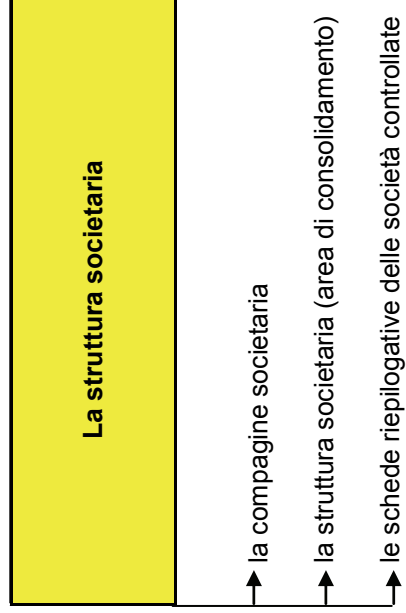 La struttura societaria
la compagine societaria
la struttura societaria (area di consolidamento)
le schede riepilogative delle società controllate